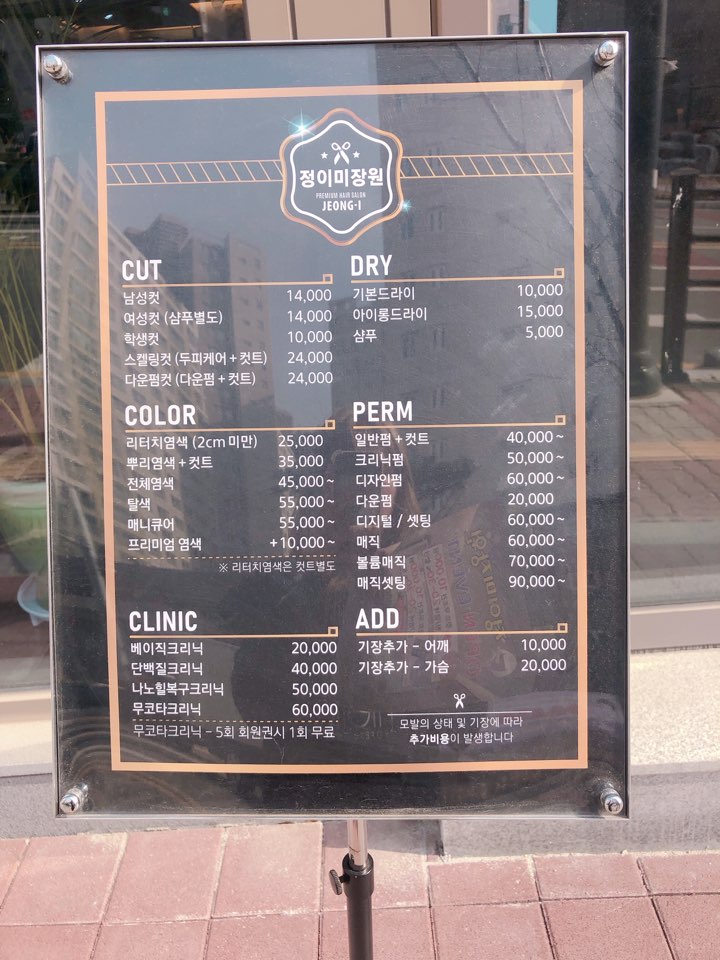 정이미장원
PREMIUM HAIR SALON
JEONG-I
CUT
남성컷 14,000
여성컷 (샴푸별도) 14,000
학생컷 10,000
스켈링컷 (두피케어 + 컷트) 24,000
다운펌컷 (다운펌 + 컷트) 24,000
DRY
기본드라이 10,000
아이롱드라이 15,000
샴푸 5,000
COLOR
리터치염색 (2cm 미만) 25,000
뿌리염색 + 컷트 35,000
전체염색 45,000 ~
탈색 55,000 ~
매니큐어 55,000 ~
프리미엄 염색 +10,000 ~
※ 리터치염색은 컷트별도
PERM
일반펌 + 컷트 40,000 ~
크리닉펌 50,000 ~
디자인펌 60,000 ~
다운펌 20,000
디지털 / 셋팅 60,000 ~
매직 60,000 ~
볼륨매직 70,000 ~
매직셋팅 90,000 ~
CLINIC
베이직크리닉 20,000
단백질크리닉 40,000
나노힐복구크리닉 50,000
무코타크리닉 60,000
무코타크리닉 - 5회 회원권시 1회 무료
ADD
기장추가 - 어깨 10,000
기장추가 - 가슴 20,000
모발의 상태 및 기장에 따라
추가비용이 발생합니다